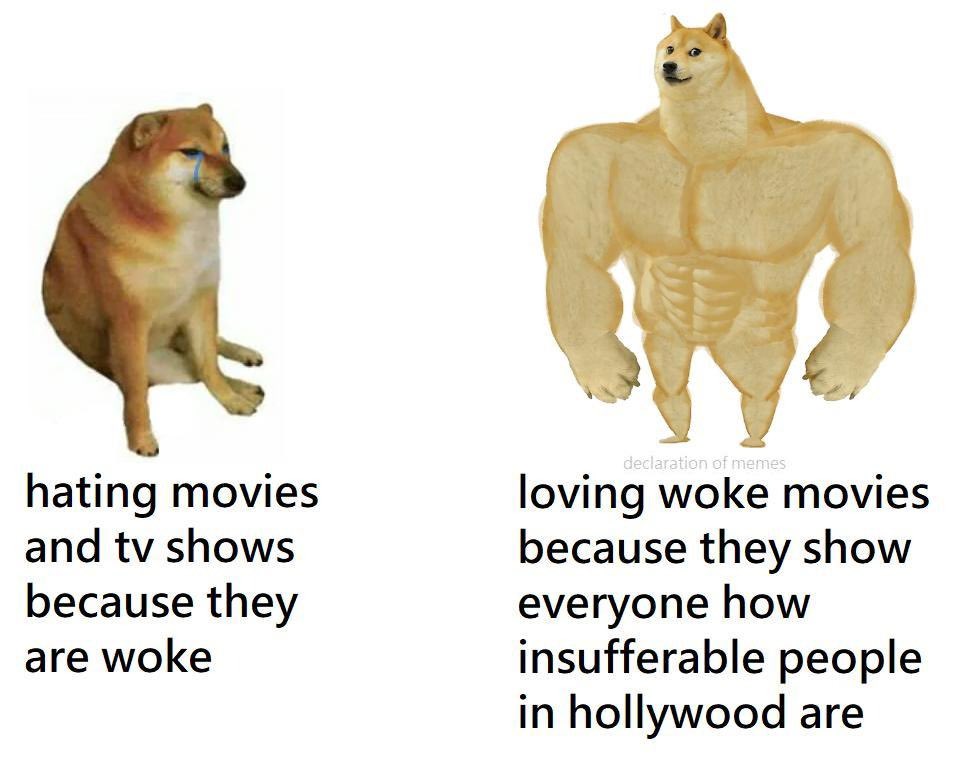 declaration of memes
hating movies
and tv shows
because they
are woke
loving woke movies
because they show
everyone how
insufferable people
in hollywood are